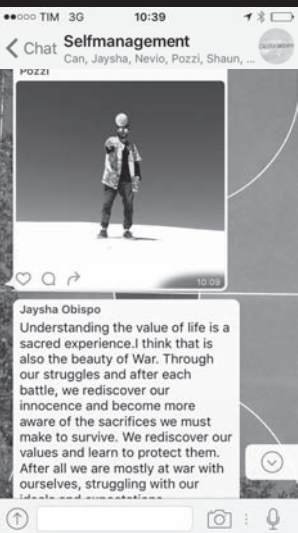 TIM 3G 10:39
Chat Selfmanagement
Can, Jaysha, Nevio, Pozzi, Shaun, ...
Pozzi
10:09
Jaysha Obispo
Understanding the value of life is a
sacred experience.I think that is
also the beauty of War. Through
our struggles and after each
battle, we rediscover our
innocence and become more
aware of the sacrifices we must
make to survive. We rediscover our
values and learn to protect them.
After all we are mostly at war with
ourselves, struggling with our
ideals and expectations